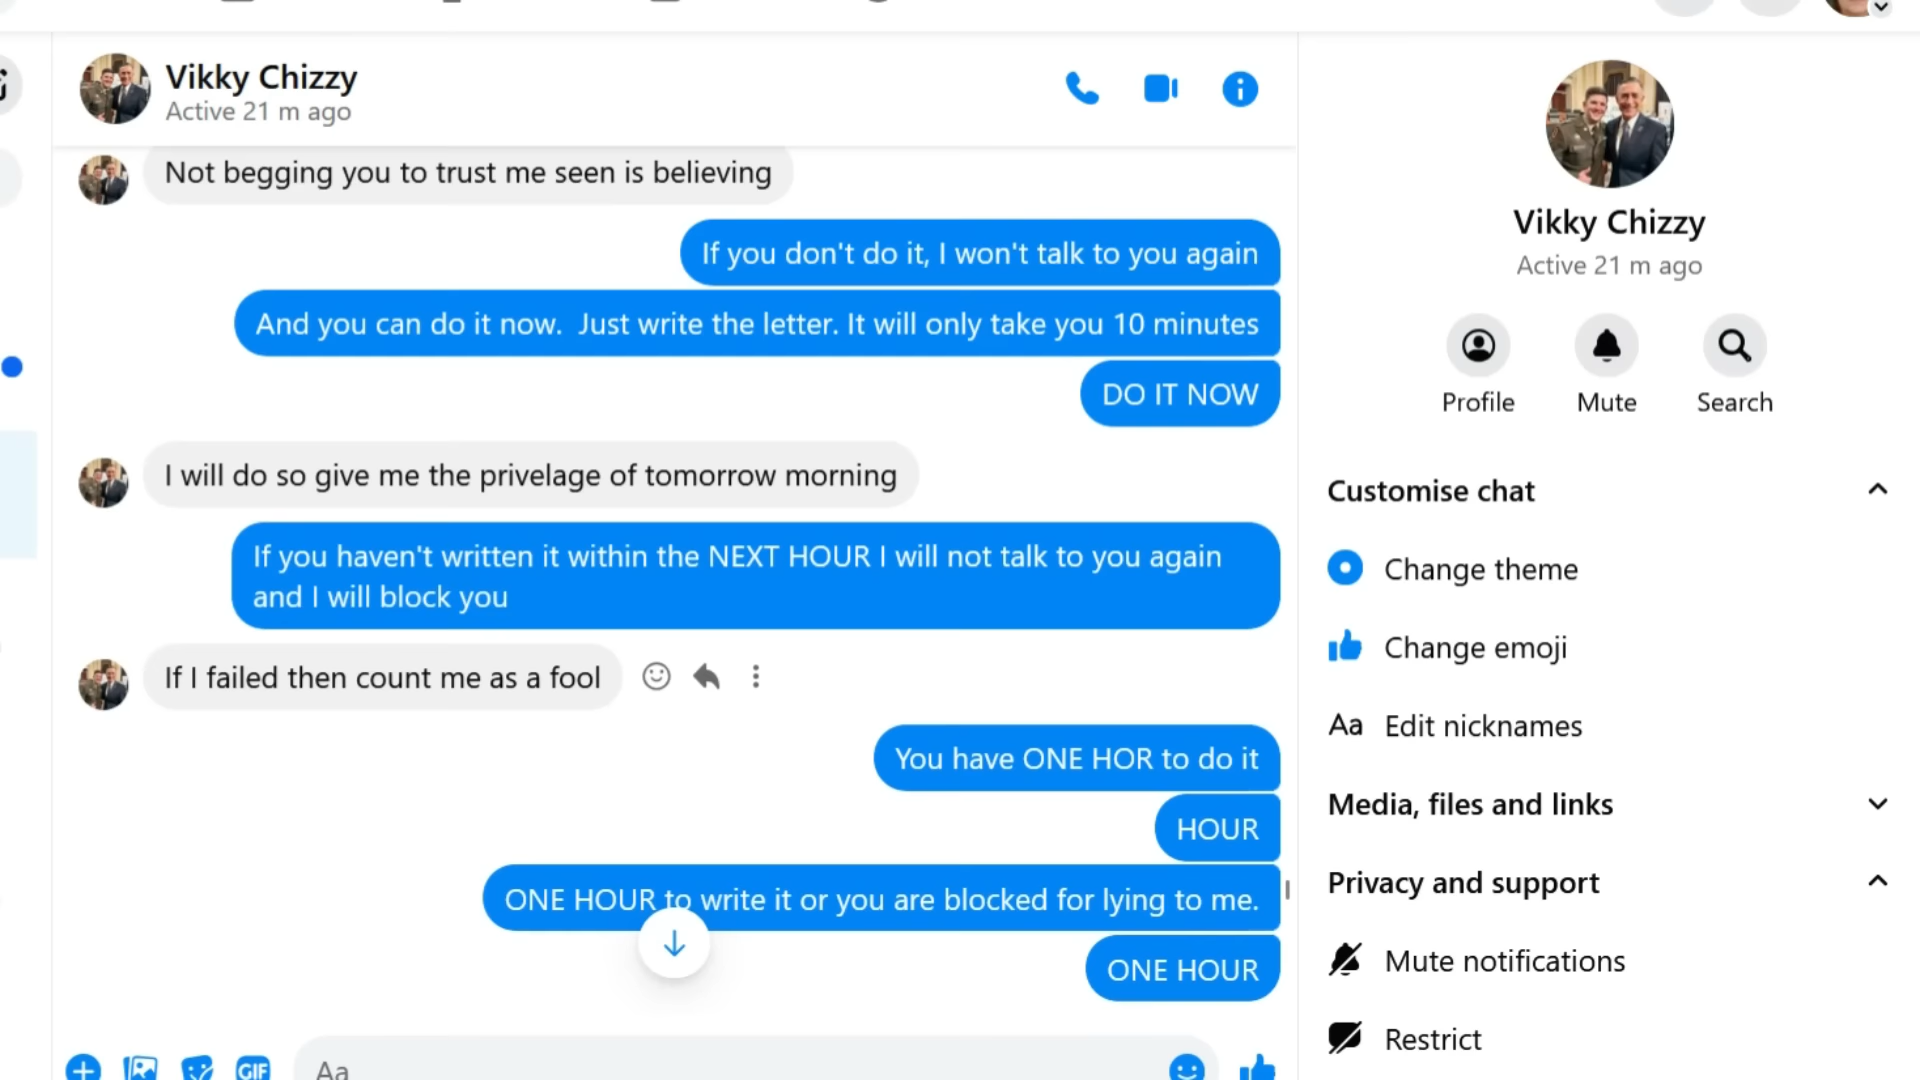 Vikky Chizzy
Active 21 m ago
Not begging you to trust me seen is believing
If you don't do it, I won't talk to you again
And you can do it now.  Just write the letter. It will only take you 10 minutes
DO IT NOW
I will do so give me the privelage of tomorrow morning
If you haven't written it within the NEXT HOUR I will not talk to you again
and I will block you
If I failed then count me as a fool
You have ONE HOR to do it
HOUR
ONE HOUR to write it or you are blocked for lying to me.
ONE HOUR
GIF
Aa
Vikky Chizzy
Active 21 m ago
Profile
Mute
Search
Customise chat
Change theme
Change emoji
Aa Edit nicknames
Media, files and links
Privacy and support
Mute notifications
Restrict